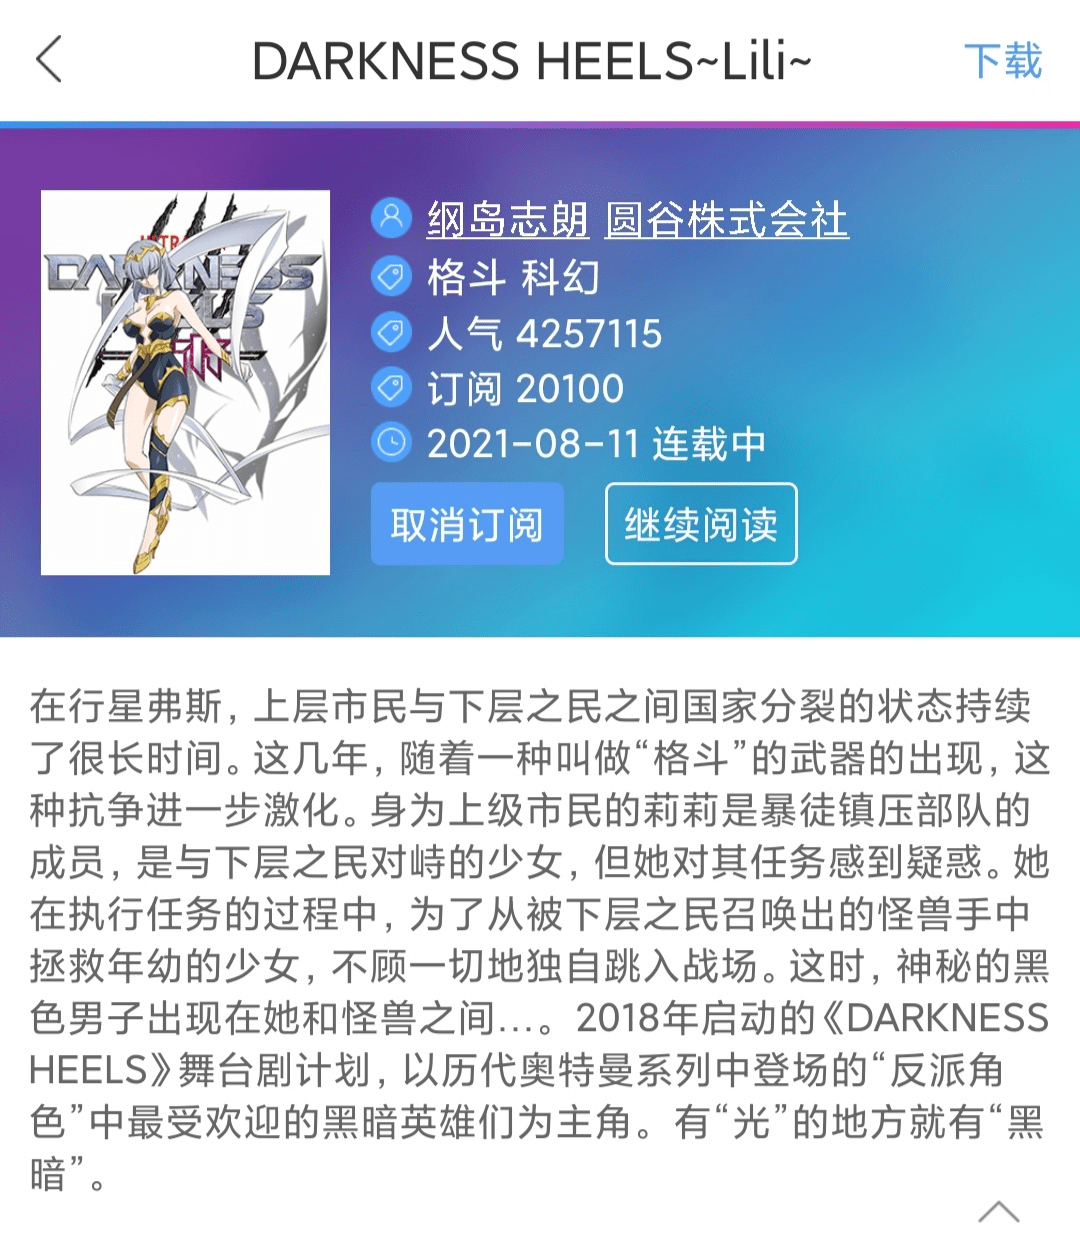 DARKNESS HEELS~Lili~
下载
DARKNESS
HEELS
纲岛志朗 圆谷株式会社
格斗 科幻
人气 4257115
订阅 20100
2021-08-11 连载中
取消订阅
继续阅读
在行星弗斯，上层市民与下层之民之间国家分裂的状态持续
了很长时间。这几年，随着一种叫做“格斗”的武器的出现，这
种抗争进一步激化。身为上级市民的莉莉是暴徒镇压部队的
成员，是与下层之民对峙的少女，但她对其任务感到疑惑。她
在执行任务的过程中，为了从被下层之民召唤出的怪兽手中
拯救年幼的少女，不顾一切地独自跳入战场。这时，神秘的黑
色男子出现在她和怪兽之间...。2018年启动的《DARKNESS
HEELS》舞台剧计划，以历代奥特曼系列中登场的“反派角
色”中最受欢迎的黑暗英雄们为主角。有“光”的地方就有“黑
暗”。